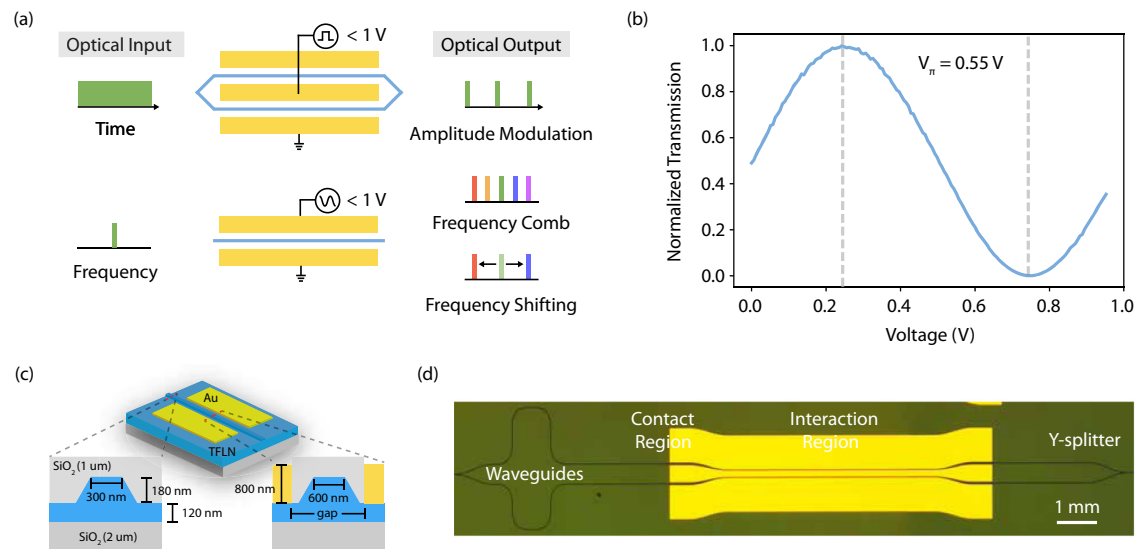 (a)
Optical Input
< 1 V
Optical Output
Time
Amplitude Modulation
< 1 V
Frequency
Frequency Comb
Frequency Shifting
(b)
Normalized Transmission
1.0
0.8
0.6
0.4
0.2
0.0
Vπ = 0.55 V
0.0 0.2 0.4 0.6 0.8 1.0
Voltage (V)
(c)
Au
TFLN
SiO2 (1 um)
300 nm
180 nm
120 nm
SiO2 (2 um)
800 nm
600 nm
gap
(d)
Contact
Region
Interaction
Region
Y-splitter
Waveguides
1 mm